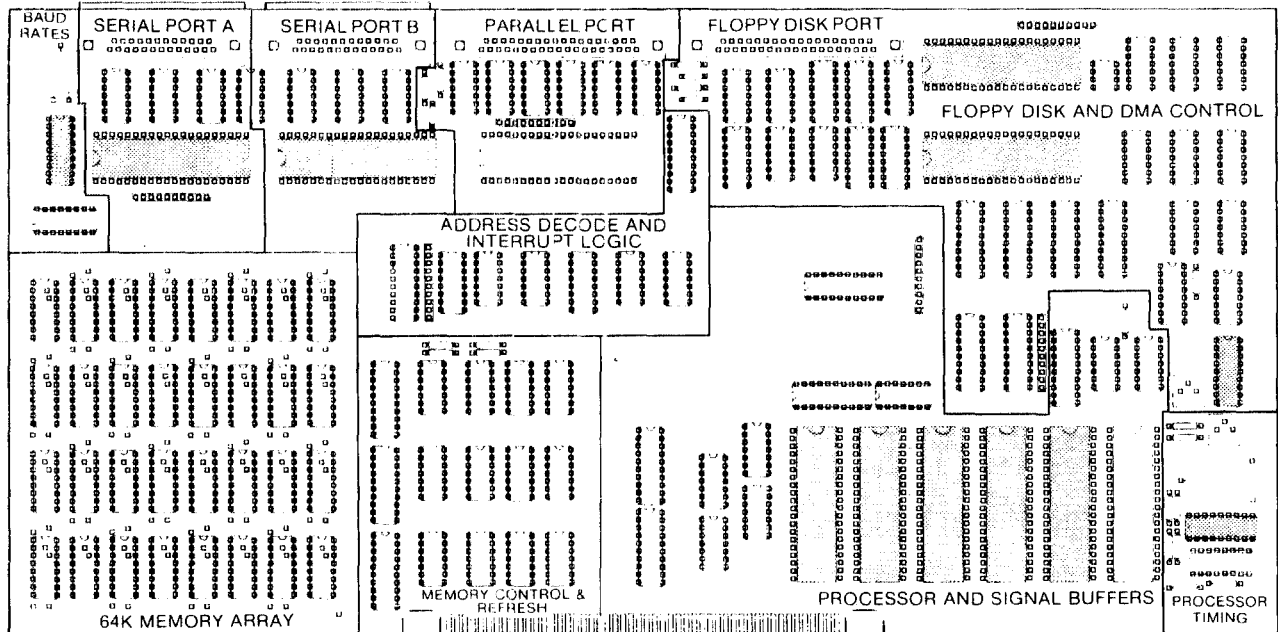 BAUD
RATES
SERIAL PORT A
SERIAL PORT B
PARALLEL PORT
FLOPPY DISK PORT
FLOPPY DISK AND DMA CONTROL
ADDRESS DECODE AND
INTERRUPT LOGIC
64K MEMORY ARRAY
MEMORY CONTROL &
REFRESH
PROCESSOR AND SIGNAL BUFFERS
PROCESSOR
TIMING